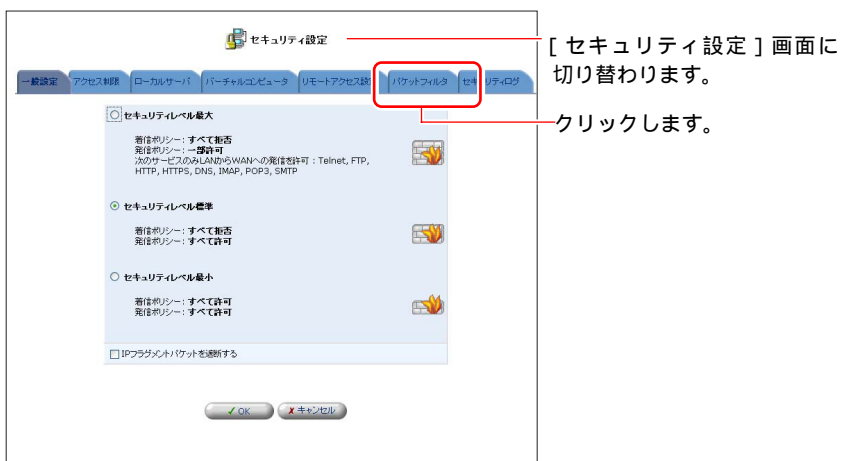 セキュリティ設定
一般設定 アクセス制限 ローカルサーバ バーチャルコンピュータ リモートアクセス設定 パケットフィルタ セキュリティログ
セキュリティレベル最大
着信ポリシー: すべて拒否
発信ポリシー: 一部許可
次のサービスのみLANからWANへの発信を許可 : Telnet, FTP,
HTTP, HTTPS, DNS, IMAP, POP3, SMTP
セキュリティレベル標準
着信ポリシー: すべて拒否
発信ポリシー: すべて許可
セキュリティレベル最小
着信ポリシー: すべて許可
発信ポリシー: すべて許可
IPフラグメントパケットを遮断する
OK キャンセル
[セキュリティ設定]画面に
切り替わります。
クリックします。